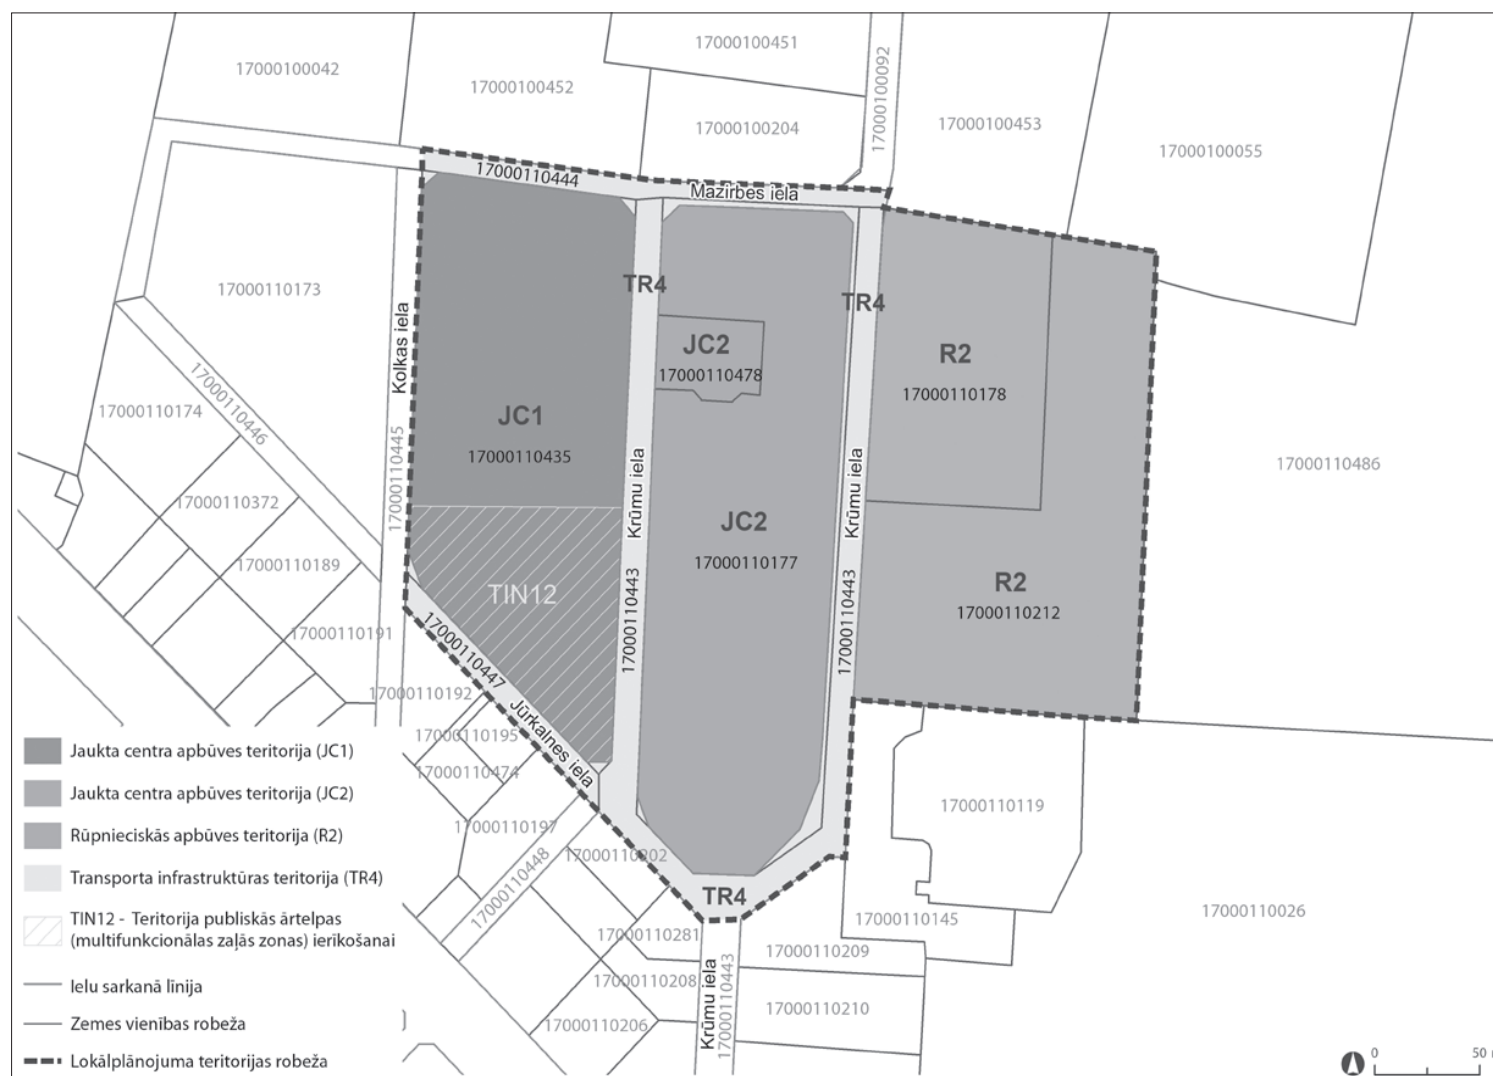 17000100451
17000100042
17000100452
17000100092
17000100204
17000100453
17000100055
17000110444
Mazirbes iela
17000110173
TR4
TR4
Kolkas iela
JC2
17000110478
R2
17000110178
17000110446
17000110174
JC1
17000110435
17000110445
17000110486
Krūmu iela
Krūmu iela
17000110372
JC2
17000110177
17000110189
TIN12
R2
17000110212
17000110443
17000110443
17000110191
17000110447
17000110192
Jūrkalnes iela
17000110195
17000110474
17000110197
17000110119
17000110202
17000110448
TR4
17000110145
17000110026
17000110281
17000110209
17000110208
17000110210
17000110206
Krūmu iela
17000110443
Jaukta centra apbūves teritorija (JC1)
Jaukta centra apbūves teritorija (JC2)
Rūpnieciskās apbūves teritorija (R2)
Transporta infrastruktūras teritorija (TR4)
TIN12 - Teritorija publiskās ārtelpas
(multifunkcionālas zaļās zonas) ierīkošanai
Ielu sarkanā līnija
Zemes vienības robeža
Lokālplānojuma teritorijas robeža
0 50